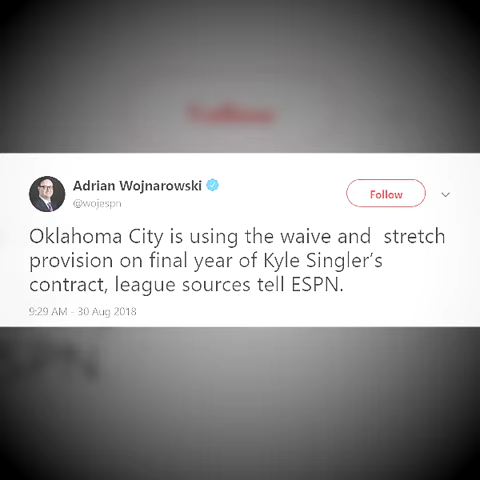 Adrian Wojnarowski
@wojespn
Follow
Oklahoma City is using the waive and stretch
provision on final year of Kyle Singler's
contract, league sources tell ESPN.
9:29 AM - 30 Aug 2018